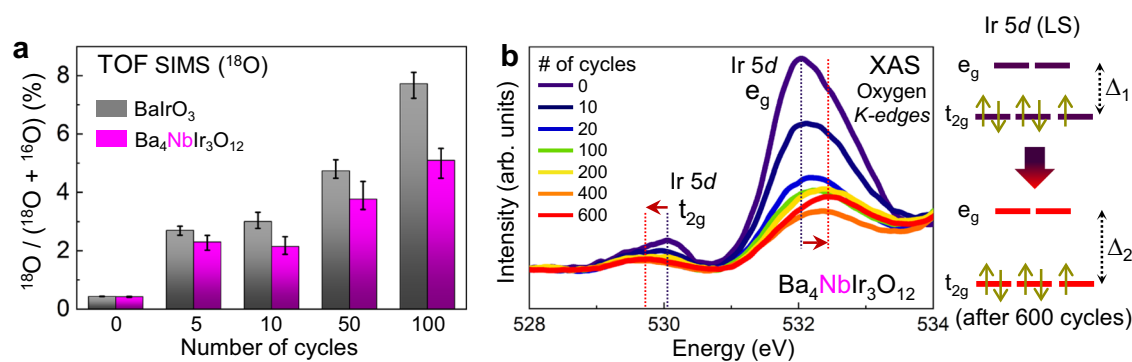 a
TOF SIMS (¹⁸O)
BaIrO₃
Ba₄NbIr₃O₁₂
¹⁸O / (¹⁸O + ¹⁶O) (%)
8
6
4
2
0
0 5 10 50 100
Number of cycles
b
# of cycles
0
10
20
100
200
400
600
Ir 5d
e_g
XAS
Oxygen
K-edges
Ir 5d
t₂g
Ba₄NbIr₃O₁₂
Intensity (arb. units)
528 530 532 534
Energy (eV)
Ir 5d (LS)
e_g
Δ₁
t₂g
e_g
Δ₂
t₂g
(after 600 cycles)